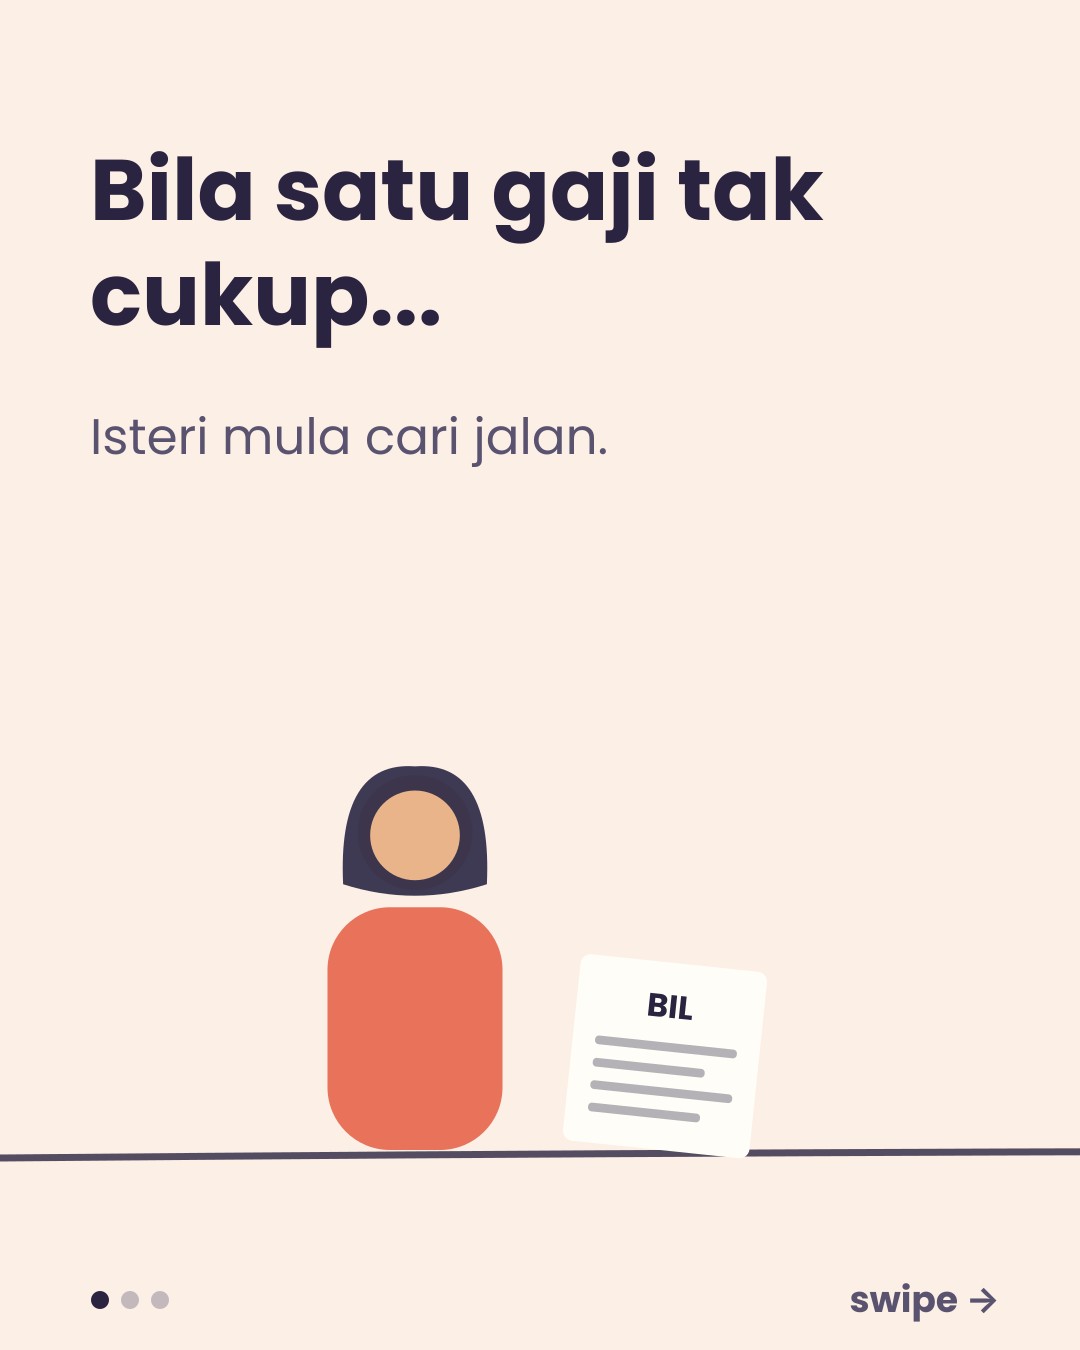 Bila satu gaji tak
cukup...
Isteri mula cari jalan.
BIL
swipe →